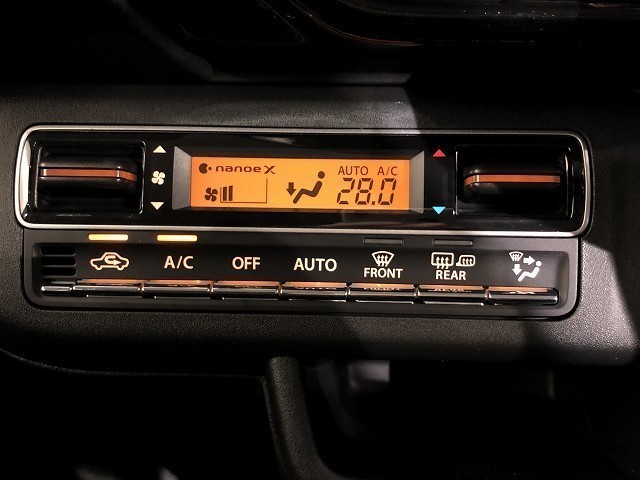 nanoe X AUTO A/C
28.0
A/C OFF AUTO FRONT REAR